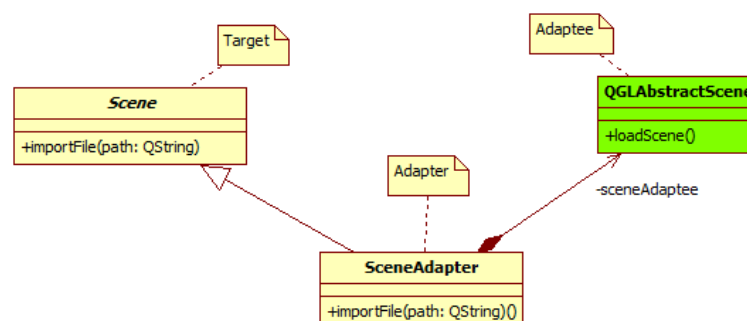 Target
Adaptee
Scene
+importFile(path: QString)
QGLAbstractScene
+loadScene()
Adapter
-sceneAdaptee
SceneAdapter
+importFile(path: QString)()